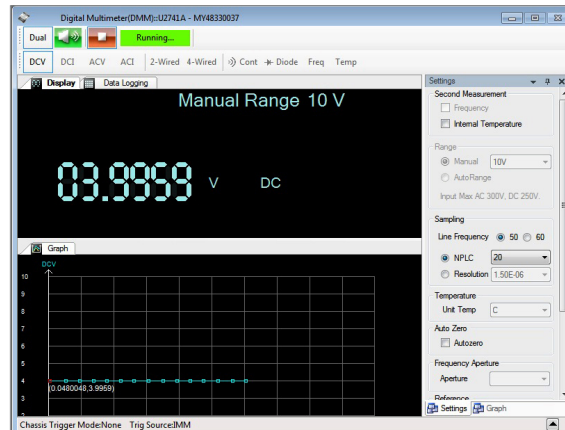 Digital Multimeter(DMM)::U2741A - MY48330037
Dual Running...
DCV DCI ACV ACI 2-Wired 4-Wired Cont Diode Freq Temp
Display Data Logging
Manual Range 10 V
03.9959 V DC
Graph
DCV
10
9
8
7
6
5
4
(0.0480048,3.9959)
3
2
Settings
Second Measurement
Frequency
Internal Temperature
Range
Manual 10V
AutoRange
Input Max AC 300V, DC 250V.
Sampling
Line Frequency 50 60
NPLC 20
Resolution 1.50E-06
Temperature
Unit Temp C
Auto Zero
Autozero
Frequency Aperture
Aperture
Reference
Settings Graph
Chassis Trigger Mode:None Trig Source:IMM